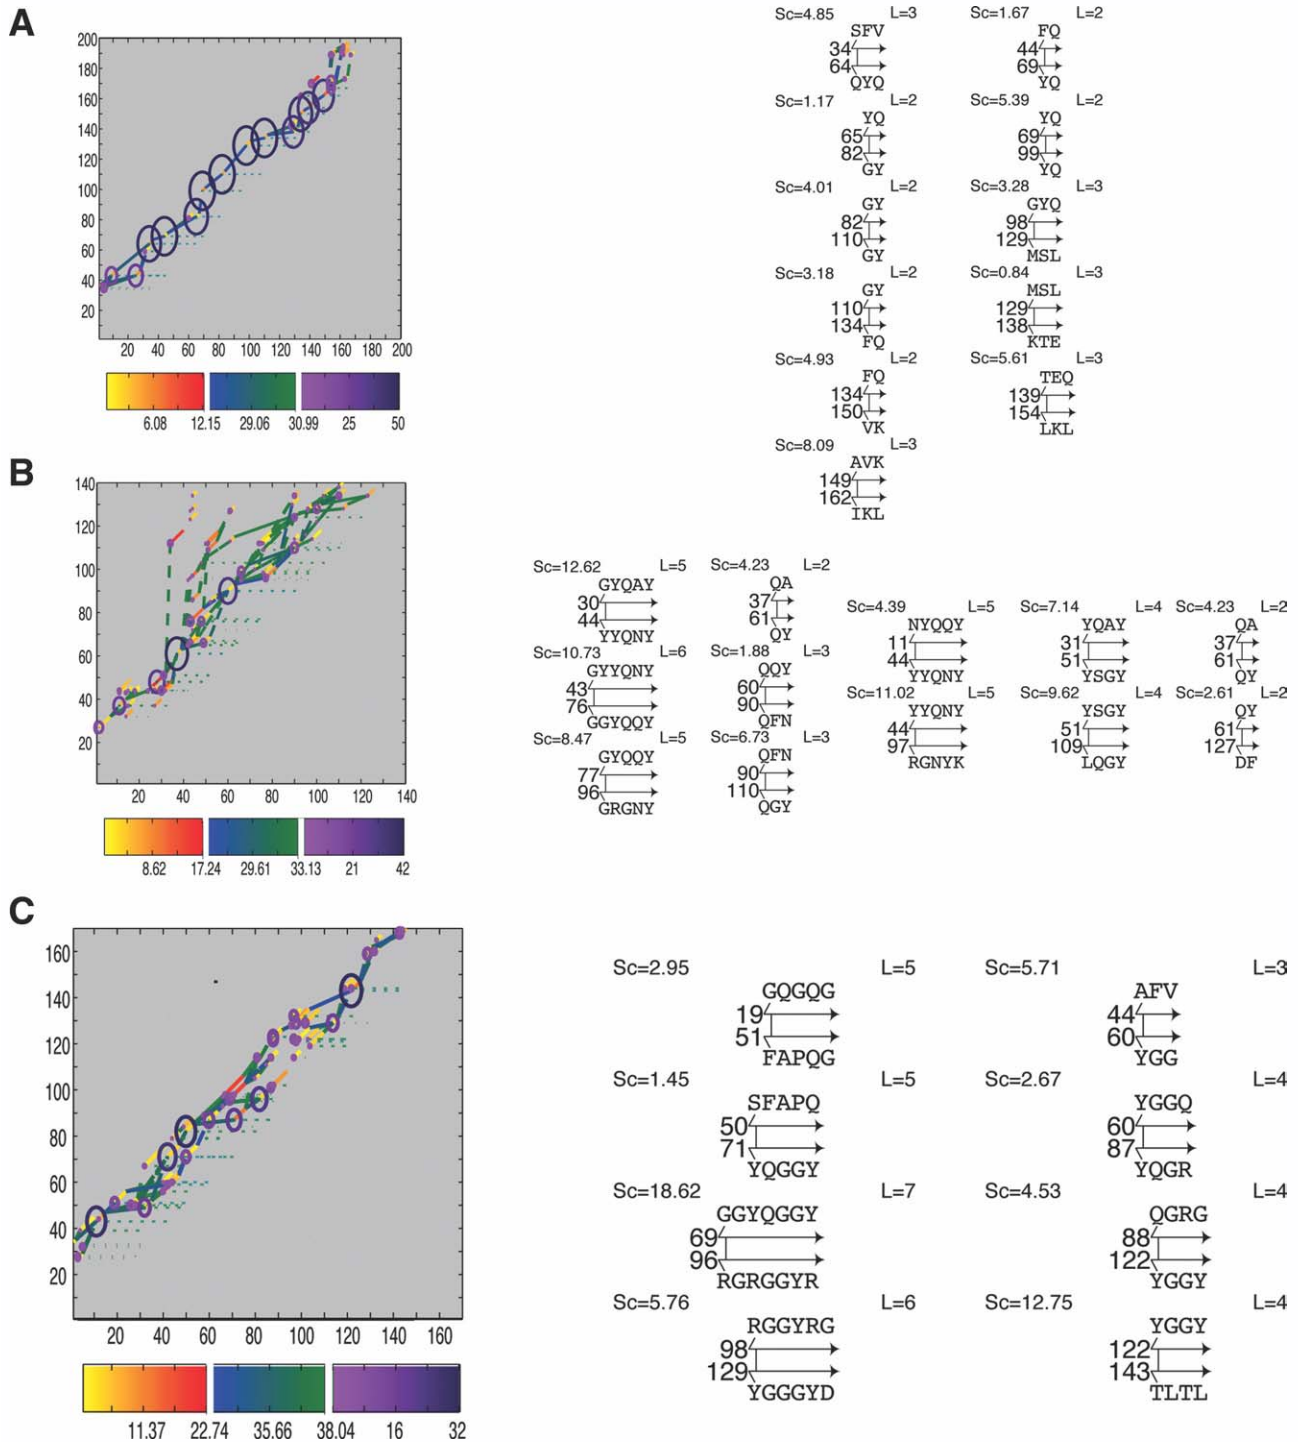 A
200
180
160
140
120
100
80
60
40
20
20 40 60 80 100 120 140 160 200
6.08 12.15 29.06 30.99 25 50
Sc=4.85 L=3
SFV
34
64
QYQ
Sc=1.67 L=2
FQ
44
69
YQ
Sc=1.17 L=2
YQ
65
82
GY
Sc=5.39 L=2
YQ
69
99
YQ
Sc=4.01 L=2
GY
82
110
GY
Sc=3.28 L=3
GYQ
98
129
MSL
Sc=3.18 L=2
GY
110
134
FQ
Sc=0.84 L=3
MSL
129
138
KTE
Sc=4.93 L=2
FQ
134
150
VK
Sc=5.61 L=3
TEQ
139
154
LKL
Sc=8.09 L=3
AVK
149
162
IKL
B
140
120
100
80
60
40
20
20 40 60 80 100 120 140
8.62 17.24 29.61 33.13 21 42
Sc=12.62 L=5
GYQAY
30
44
YYQNY
Sc=4.23 L=2
QA
37
61
QY
Sc=10.73 L=6
GYYQNY
43
76
GGYQQY
Sc=1.88 L=3
QQY
60
90
QFN
Sc=8.47 L=5
GYQQY
77
96
GRGNY
Sc=6.73 L=3
QFN
90
110
QGY
Sc=4.39 L=5
NYQQY
11
44
YYQNY
Sc=7.14 L=4
YQAY
31
51
YSGY
Sc=4.23 L=2
QA
37
61
QY
Sc=11.02 L=5
YYQNY
44
97
RGNYK
Sc=9.62 L=4
YSGY
51
109
LQGY
Sc=2.61 L=2
QY
61
127
DF
C
160
140
120
100
80
60
40
20
20 40 60 80 100 120 140 160
11.37 22.74 35.66 38.04 16 32
Sc=2.95 L=5
GQGQG
19
51
FAPQG
Sc=5.71 L=3
AFV
44
60
YGG
Sc=1.45 L=5
SFAPQ
50
71
YQGGY
Sc=2.67 L=4
YGGQ
60
87
YQGR
Sc=18.62 L=7
GGYQGGY
69
96
RGRGGYR
Sc=4.53 L=4
QGRG
88
122
YGGY
Sc=5.76 L=6
RGGYRG
98
129
YGGGYD
Sc=12.75 L=4
YGGY
122
143
TLTL